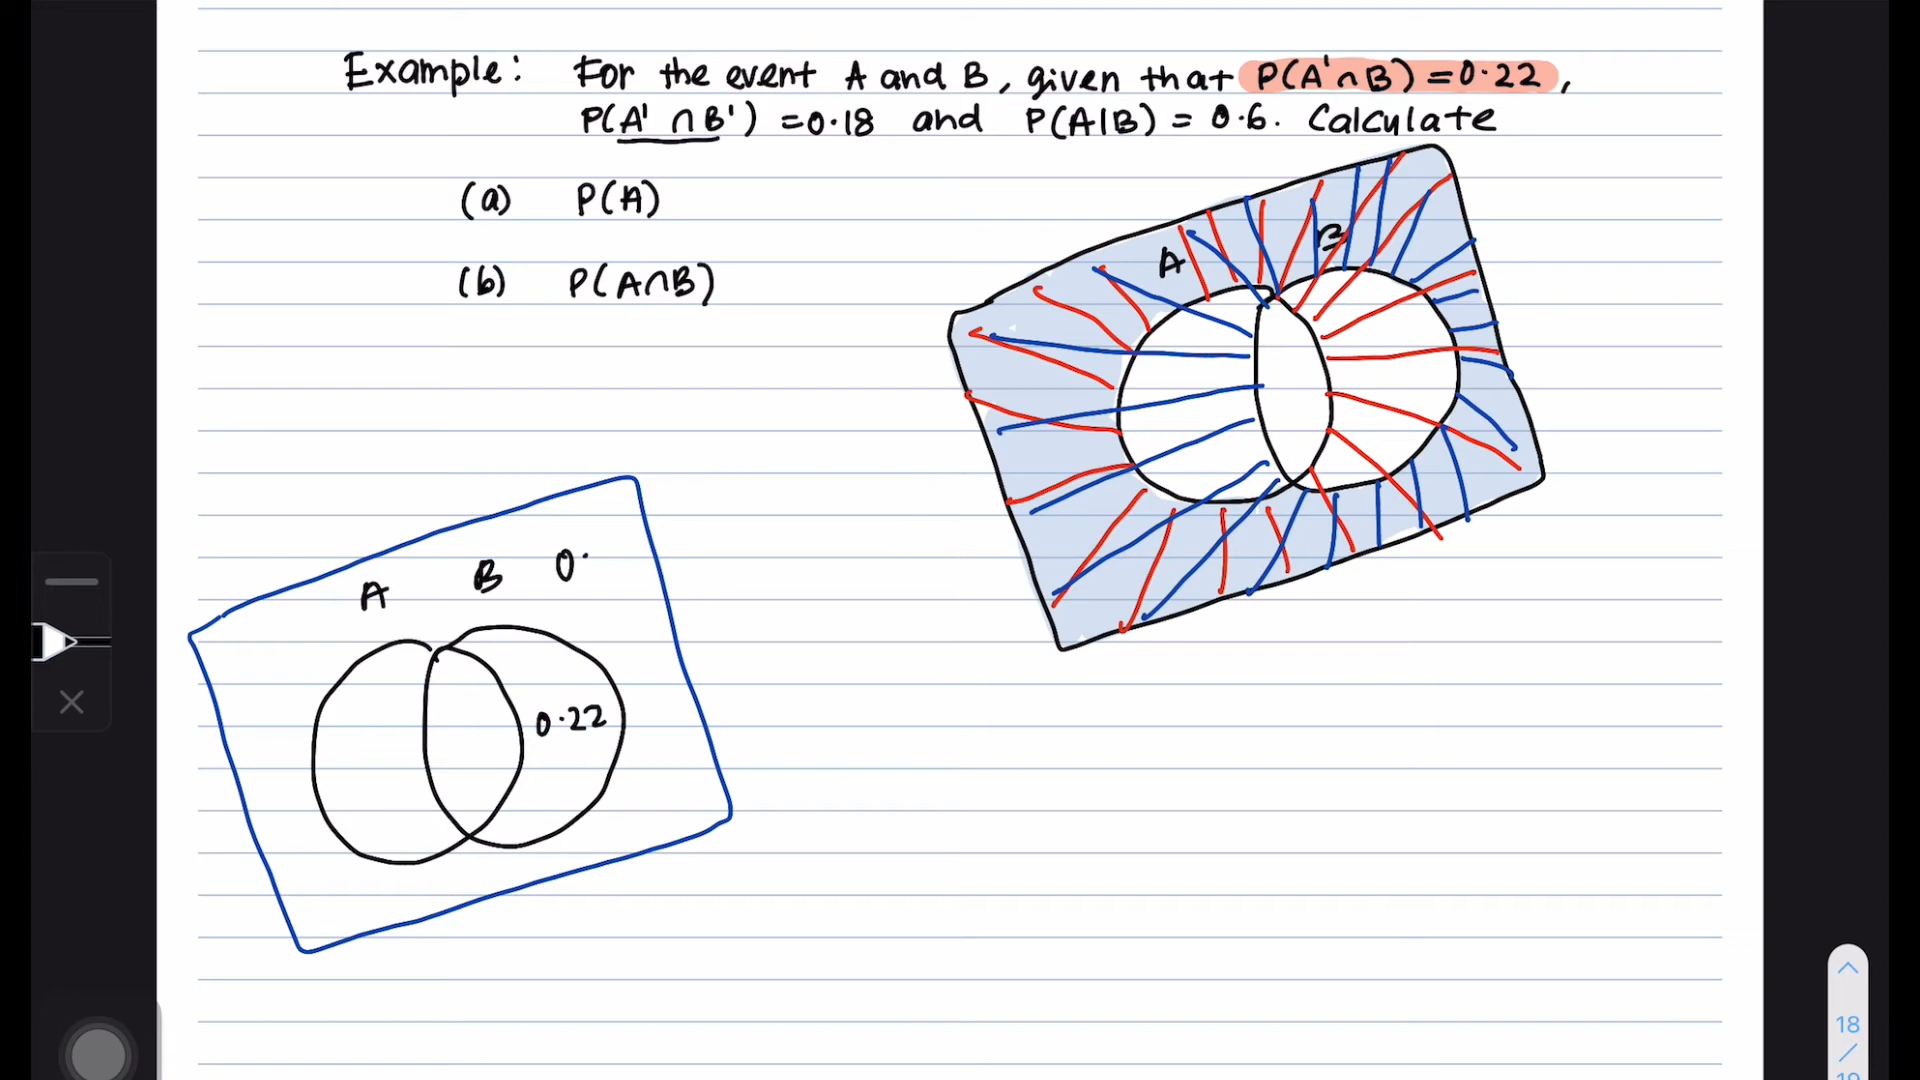 Example: For the event A and B, given that P(A'∩B) = 0.22,
P(A' ∩ B') = 0.18 and P(A|B) = 0.6. Calculate
(a) P(A)
(b) P(A∩B)
A B
A B 0.
0.22
18
/
19